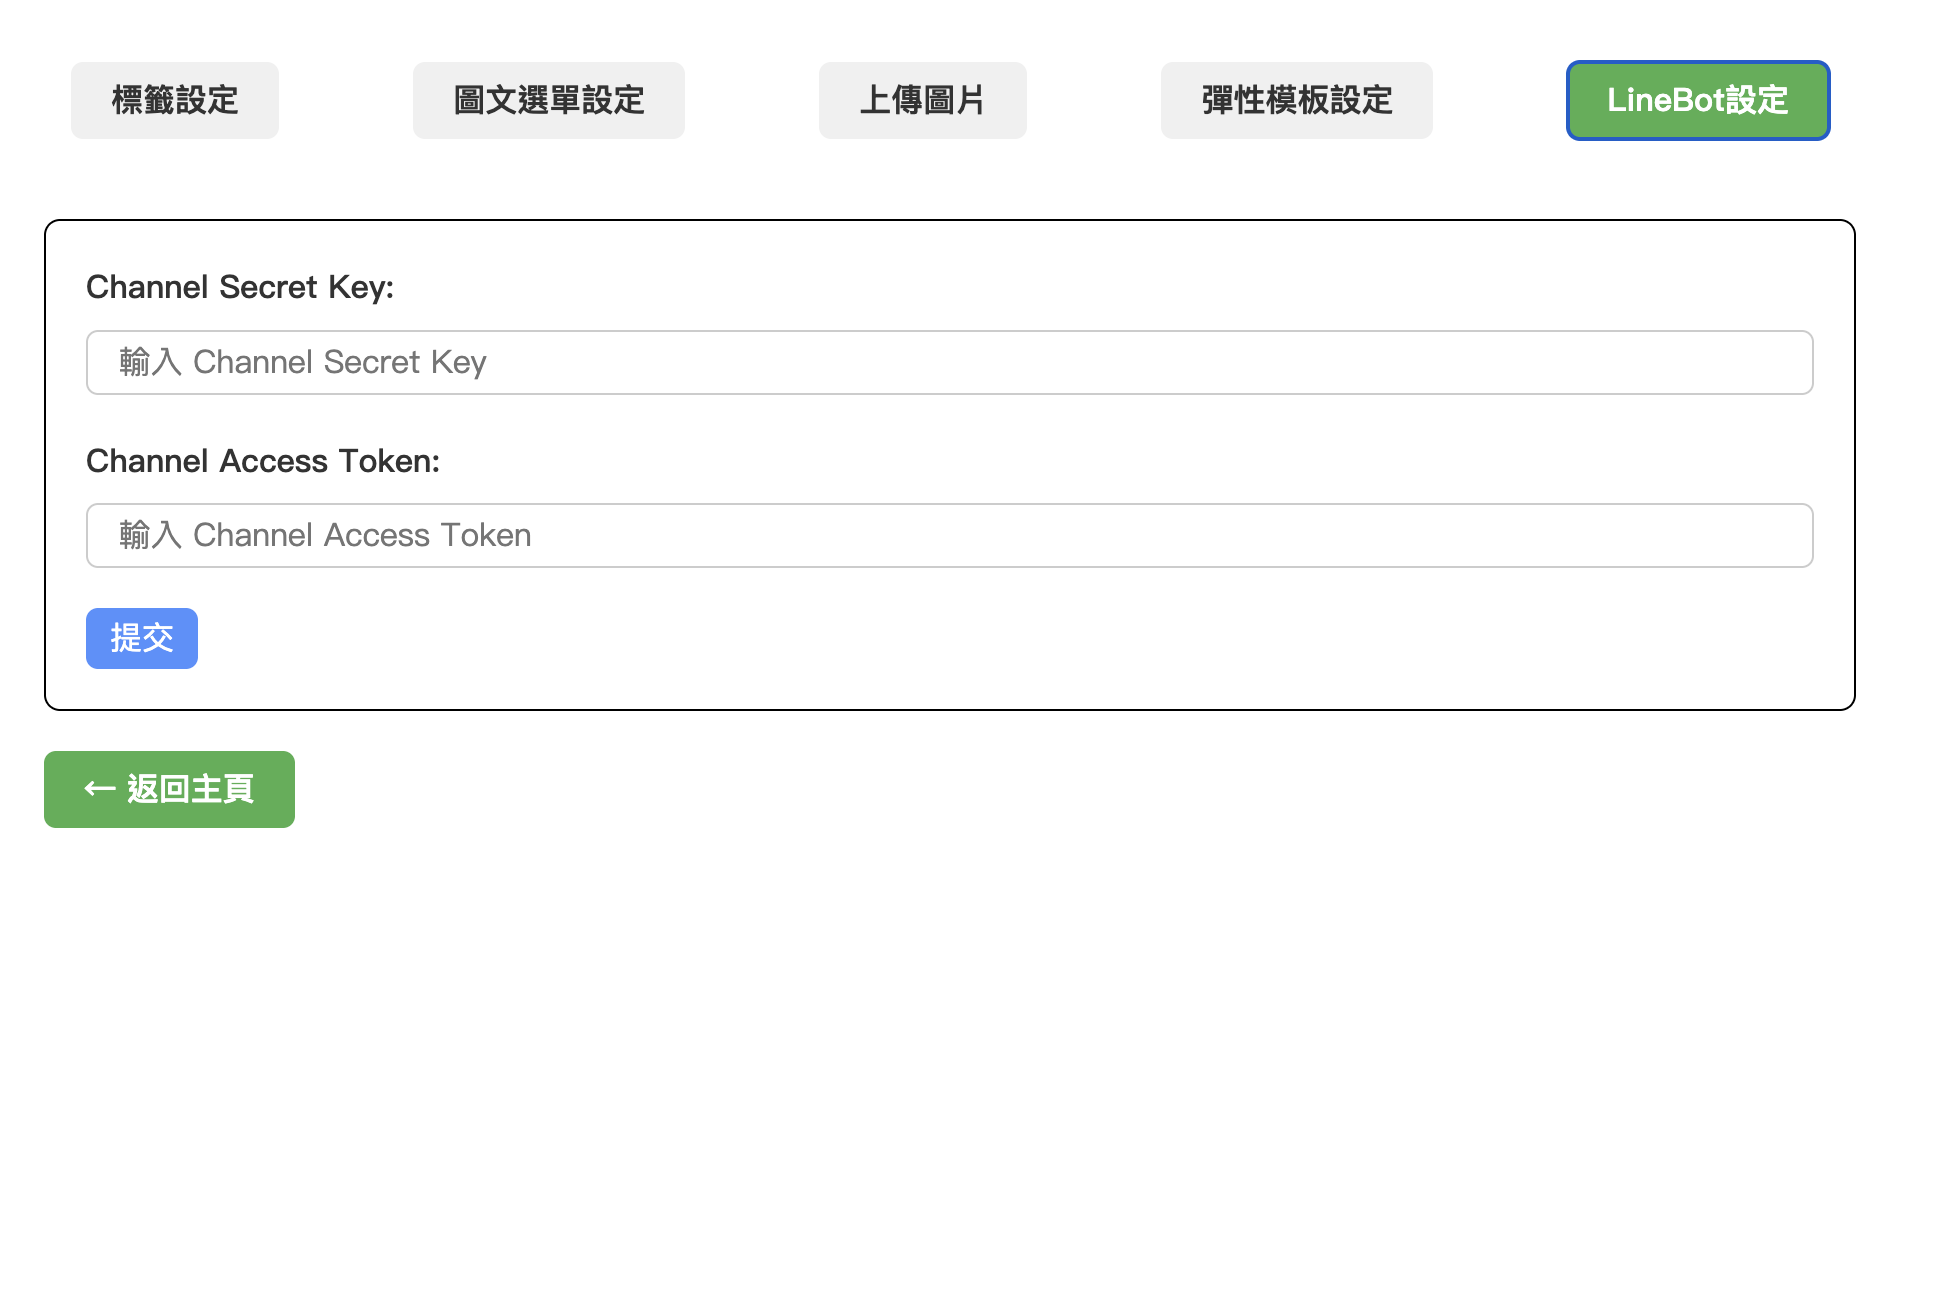 標籤設定
圖文選單設定
上傳圖片
彈性模板設定
LineBot設定
Channel Secret Key:
輸入 Channel Secret Key
Channel Access Token:
輸入 Channel Access Token
提交
← 返回主頁